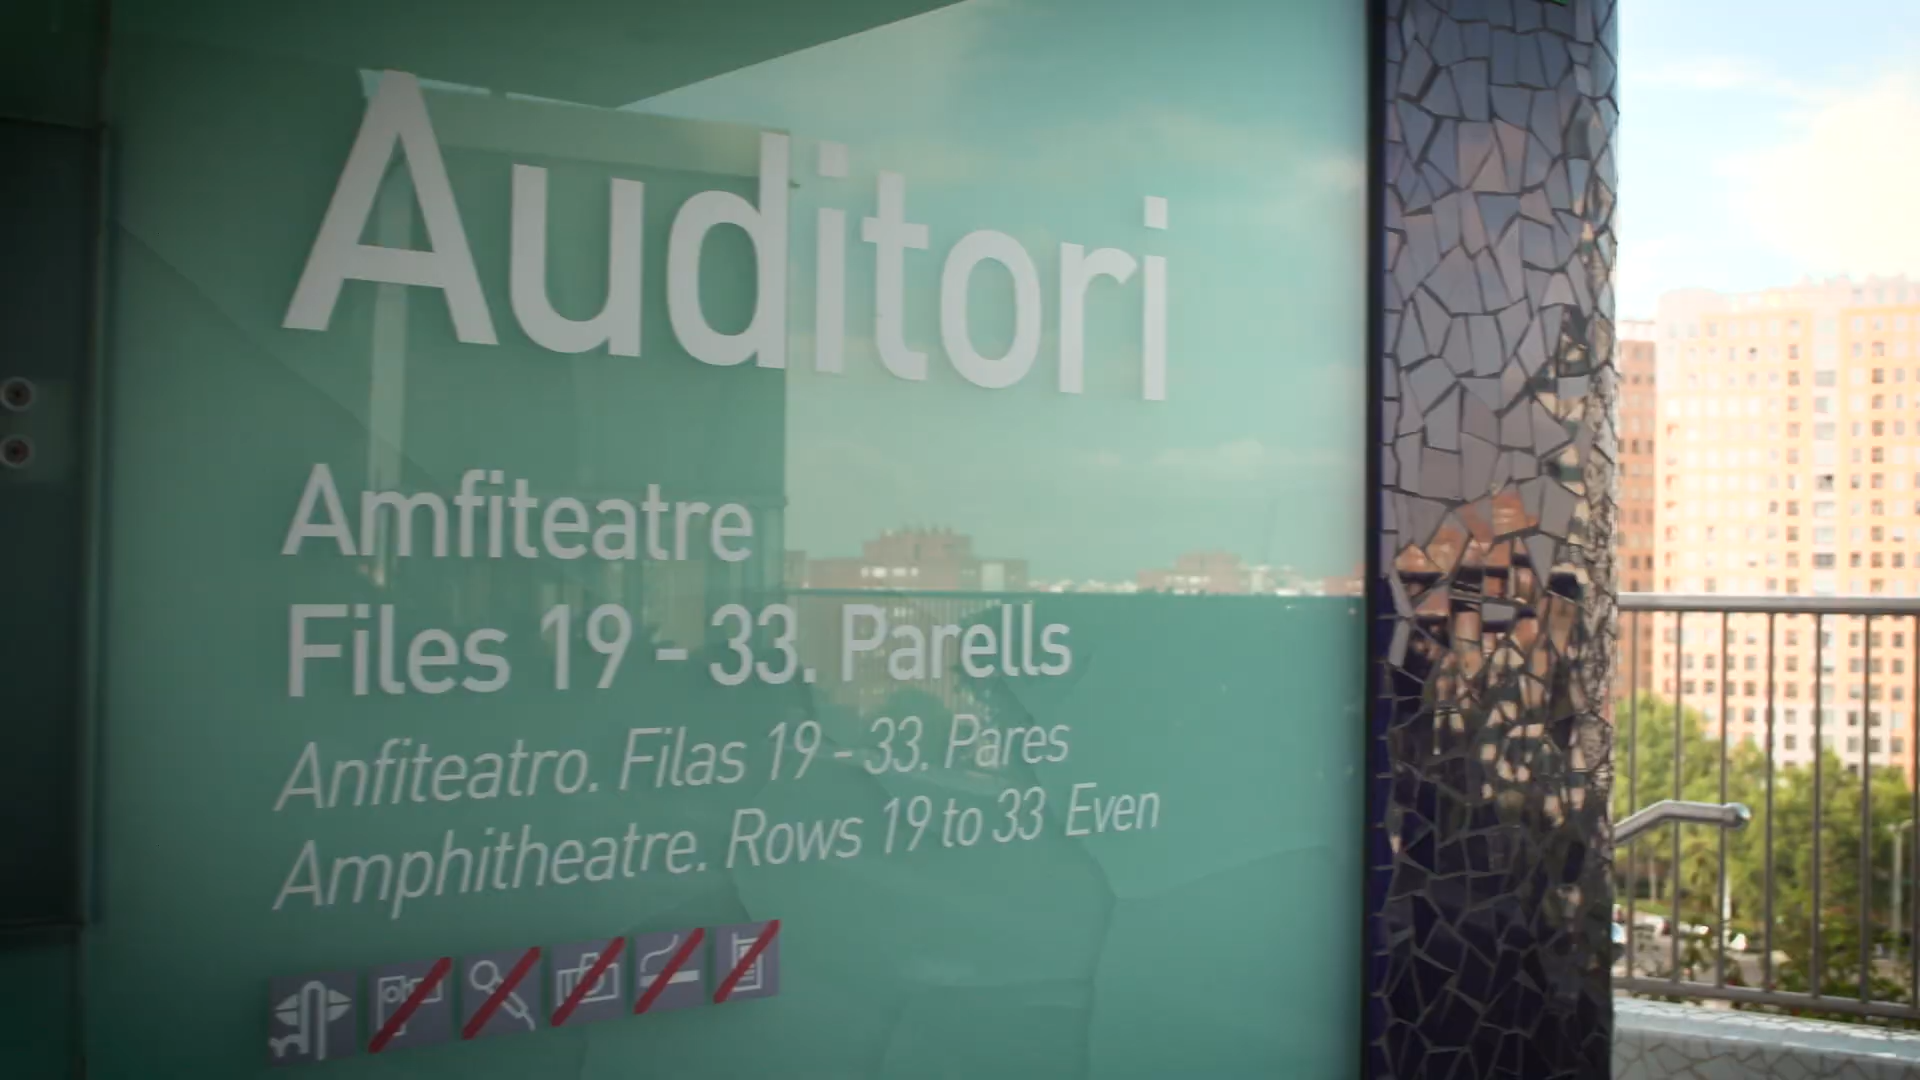 Auditori
Amfiteatre
Files 19 - 33. Parells
Anfiteatro. Filas 19 - 33. Pares
Amphitheatre. Rows 19 to 33 Even